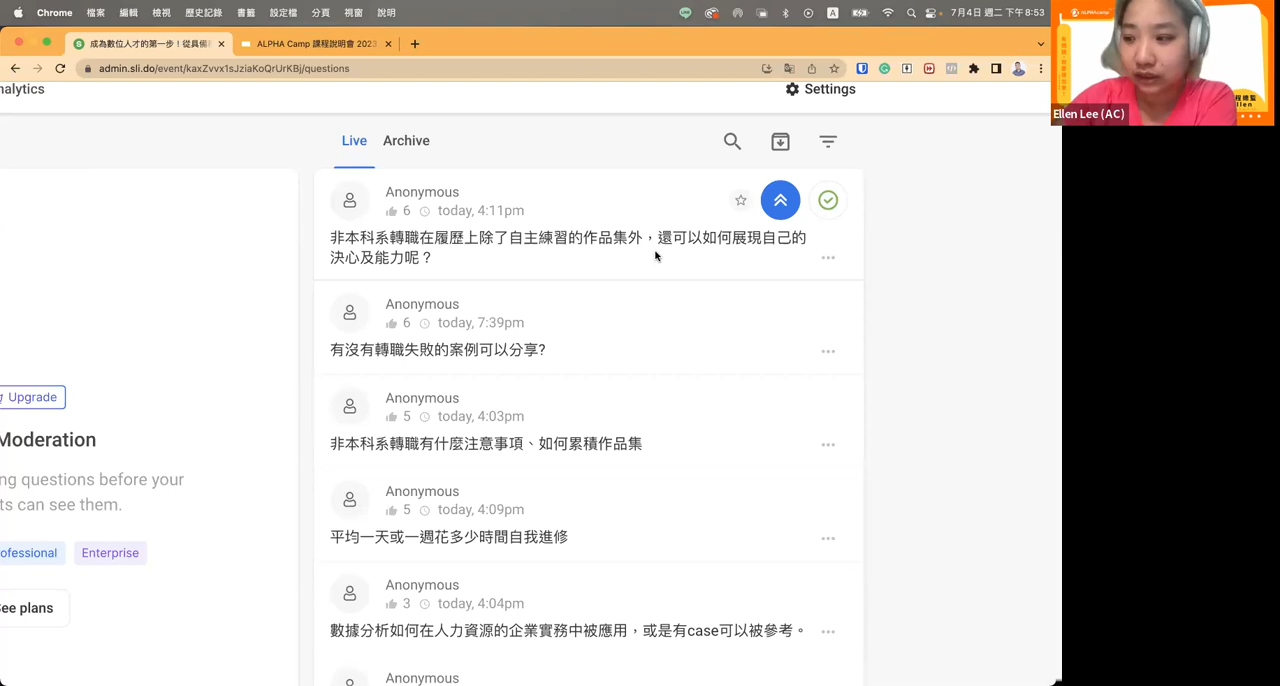 Chrome 檔案 編輯 檢視 歷史記錄 書籤 設定檔 分頁 視窗 說明 A 7月4日 週二 下午8:53
成為數位人才的第一步！從具備 ALPHA Camp 課程說明會 2023
admin.sli.do/event/kaxZvvx1sJziaKoQrUrKBj/questions
nalytics Settings
ALPHAcamp
Ellen Lee (AC)
Live Archive
Anonymous
6 today, 4:11pm
非本科系轉職在履歷上除了自主練習的作品集外，還可以如何展現自己的
決心及能力呢？
Anonymous
6 today, 7:39pm
有沒有轉職失敗的案例可以分享?
Anonymous
5 today, 4:03pm
非本科系轉職有什麼注意事項、如何累積作品集
Anonymous
5 today, 4:09pm
平均一天或一週花多少時間自我進修
Anonymous
3 today, 4:04pm
數據分析如何在人力資源的企業實務中被應用，或是有case可以被參考。
Anonymous
Upgrade
Moderation
ng questions before your
ts can see them.
ofessional Enterprise
ee plans